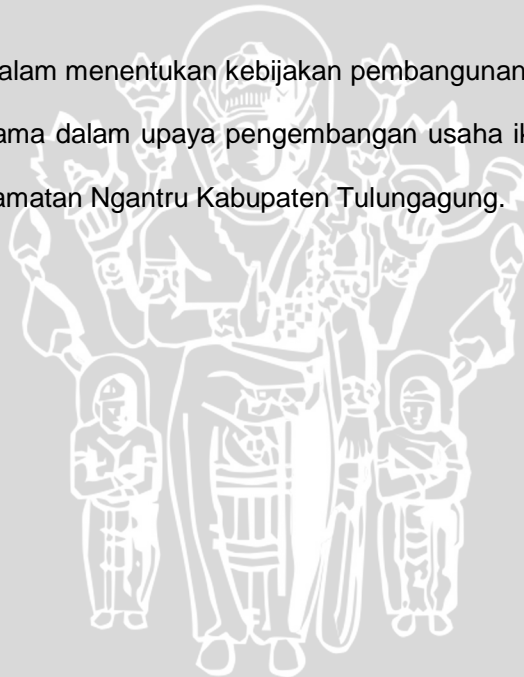 alam menentukan kebijakan pembangunan
ama dalam upaya pengembangan usaha ik
amatan Ngantru Kabupaten Tulungagung.